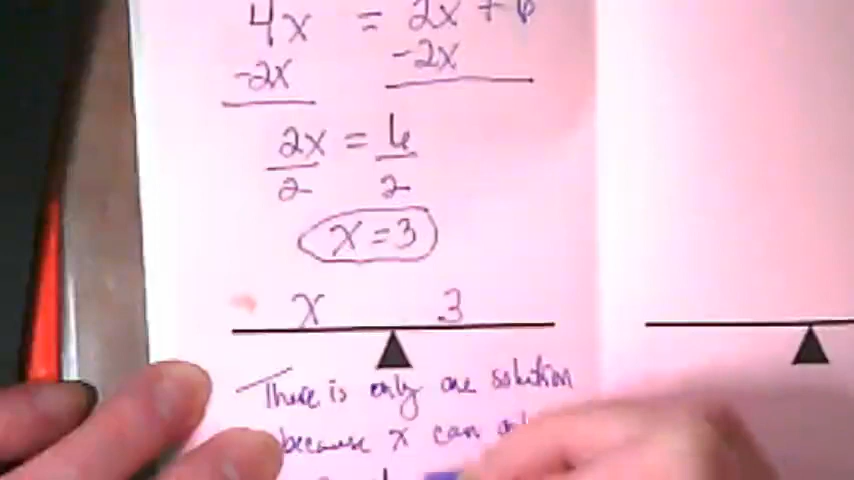 4x = 2x + 6
-2x -2x
2x = 6
2 2
x = 3
x 3
There is only one solution
because x can